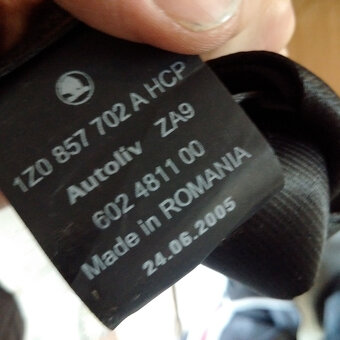 1Z0 857 702 A HCP
Autoliv ZA9
602 4811 00
Made in ROMANIA
24.06.2005